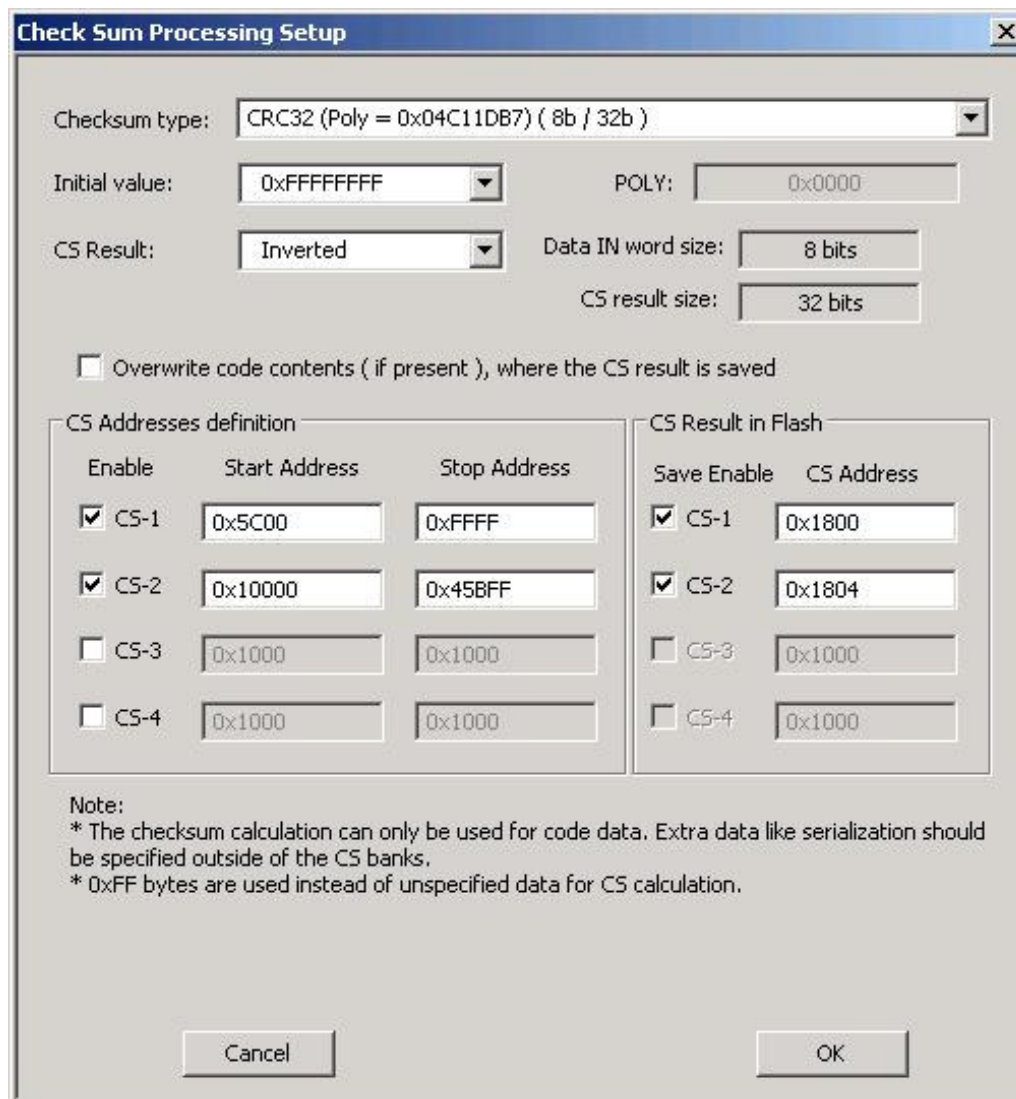 Check Sum Processing Setup
Checksum type: CRC32 (Poly = 0x04C11DB7) ( 8b / 32b )
Initial value: 0xFFFFFFFF POLY: 0x0000
CS Result: Inverted Data IN word size: 8 bits
CS result size: 32 bits
Overwrite code contents ( if present ), where the CS result is saved
CS Addresses definition CS Result in Flash
Enable Start Address Stop Address Save Enable CS Address
CS-1 0x5C00 0xFFFF CS-1 0x1800
CS-2 0x10000 0x45BFF CS-2 0x1804
CS-3 0x1000 0x1000 CS-3 0x1000
CS-4 0x1000 0x1000 CS-4 0x1000
Note:
* The checksum calculation can only be used for code data. Extra data like serialization should
be specified outside of the CS banks.
* 0xFF bytes are used instead of unspecified data for CS calculation.
Cancel OK